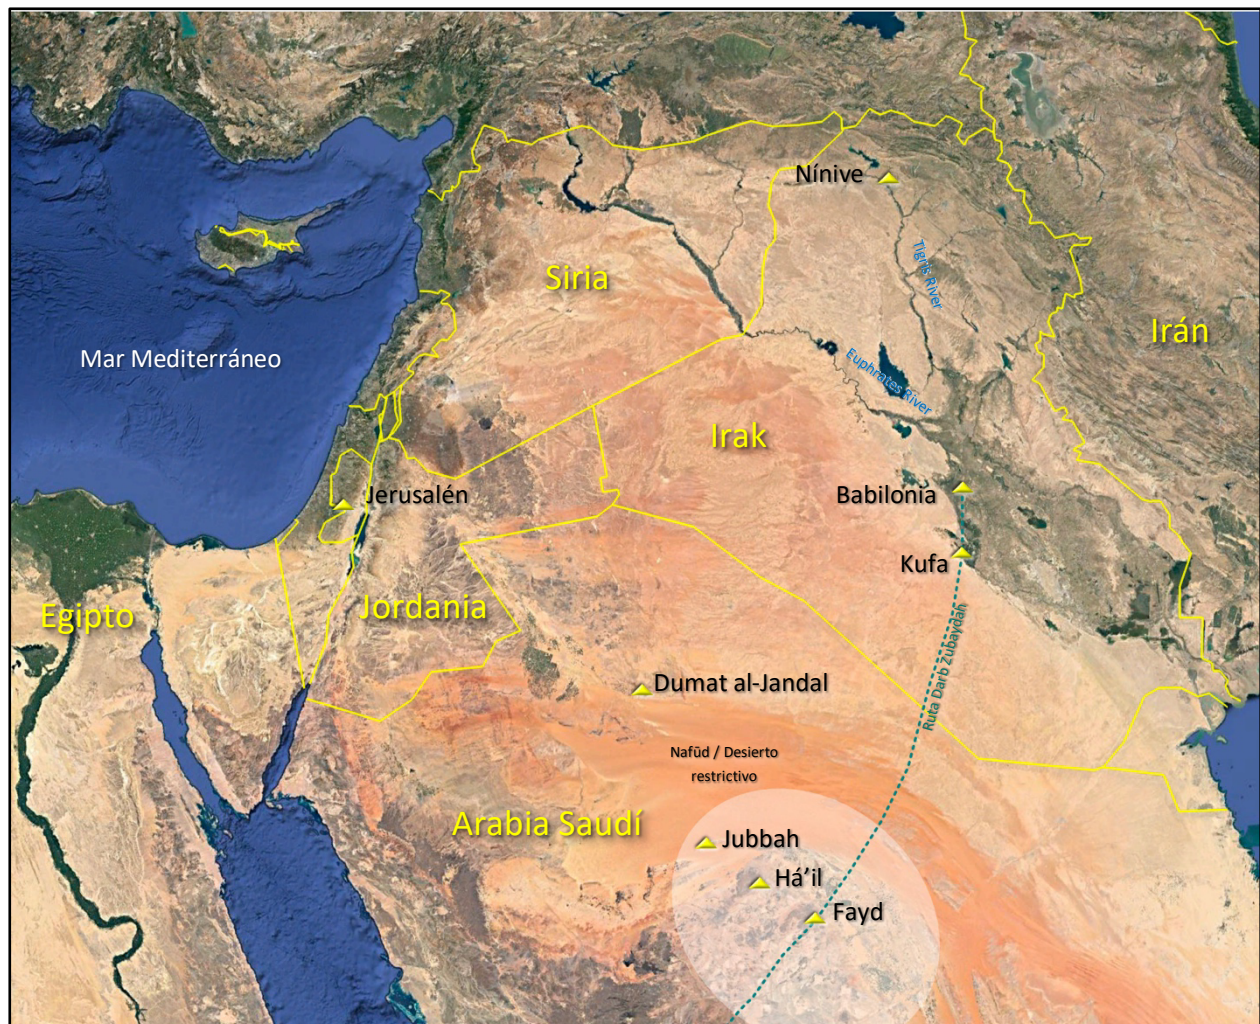 Nínive
Tigris River
Siria
Irán
Mar Mediterráneo
Euphrates River
Irak
Jerusalén
Babilonia
Kufa
Jordania
Egipto
Ruta Darb Zubaydah
Dumat al-Jandal
Nafūd / Desierto
restrictivo
Arabia Saudí
Jubbah
Há’il
Fayd